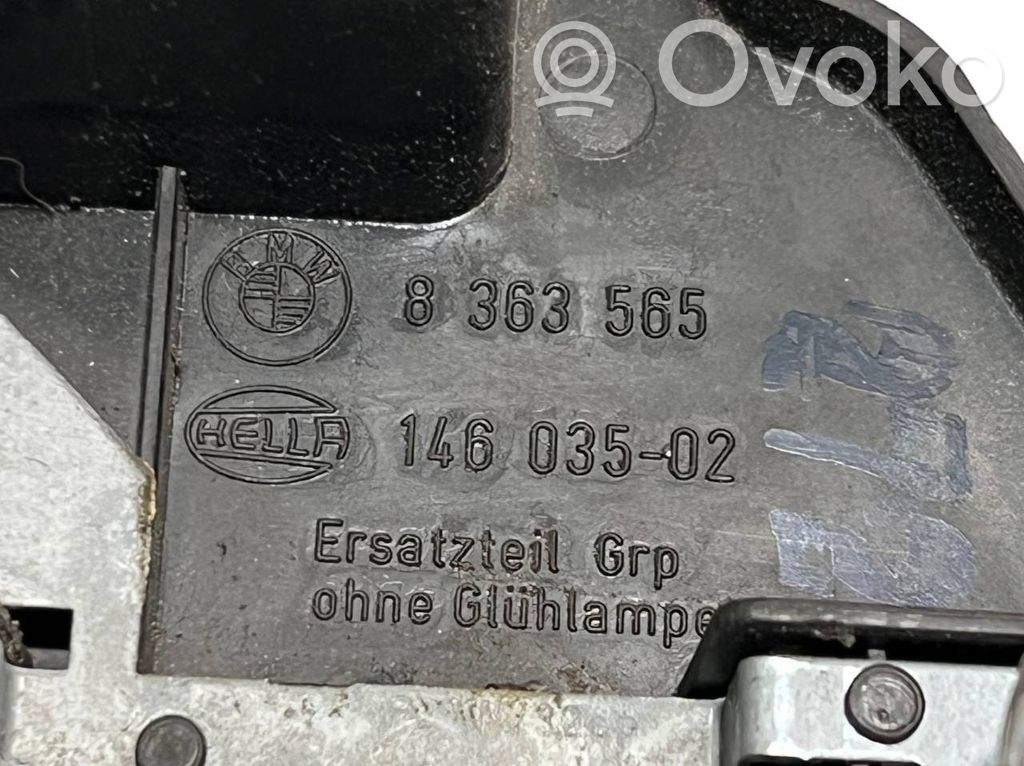 Ovoko
BMW 8 363 565
HELLA 146 035-02
Ersatzteil Grp
ohne Glühlampe